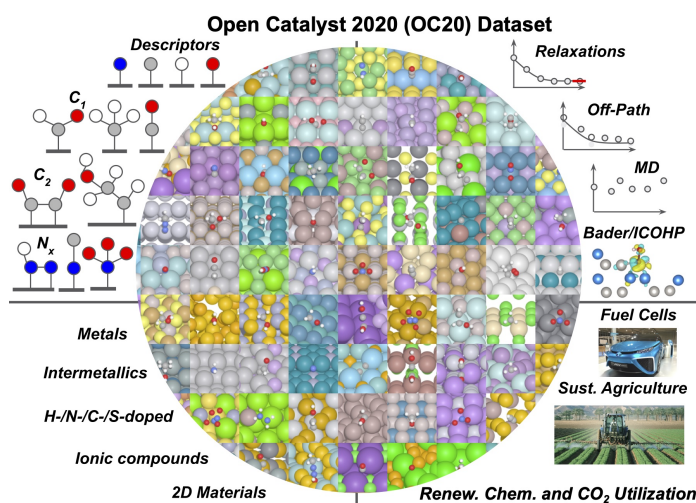 Open Catalyst 2020 (OC20) Dataset
Descriptors
C1
C2
Nx
Relaxations
Off-Path
MD
Bader/ICOHP
Metals
Intermetallics
H-/N-/C-/S-doped
Ionic compounds
2D Materials
Fuel Cells
Sust. Agriculture
Renew. Chem. and CO2 Utilization